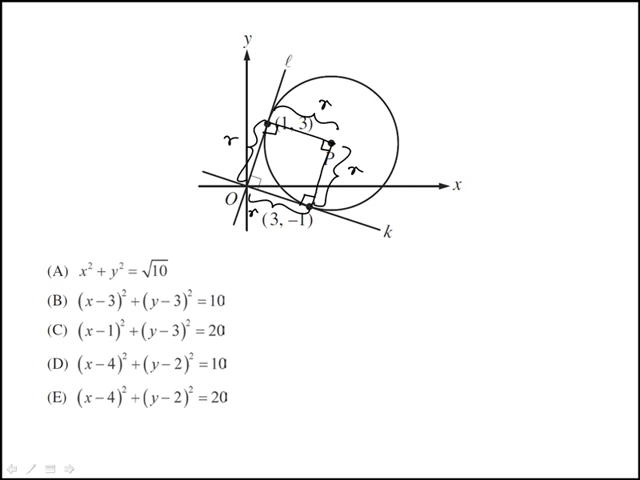 y
ℓ
r
(1, 3)
r
P
r
x
O
r
(3, –1)
k
(A) x² + y² = √10
(B) (x – 3)² + (y – 3)² = 10
(C) (x – 1)² + (y – 3)² = 20
(D) (x – 4)² + (y – 2)² = 10
(E) (x – 4)² + (y – 2)² = 20